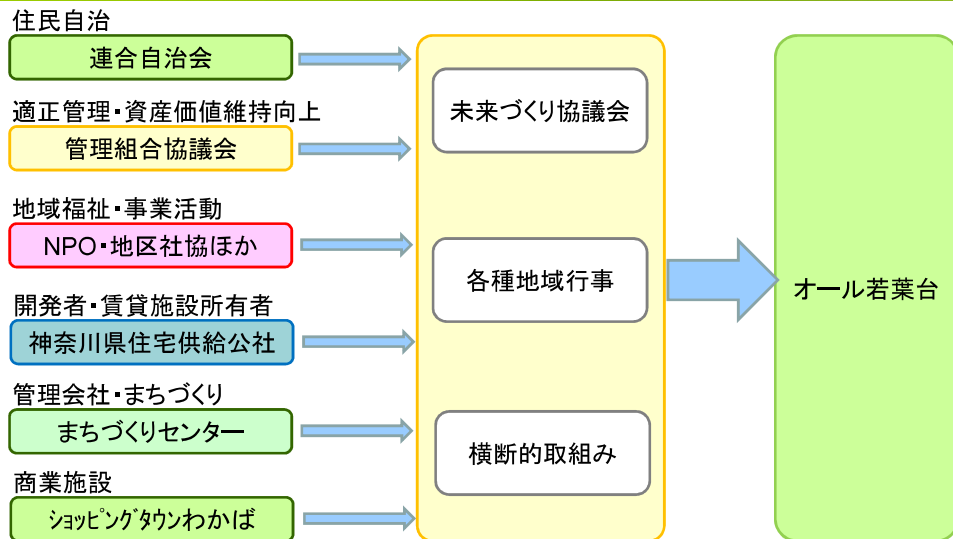 住民自治
連合自治会
適正管理・資産価値維持向上
管理組合協議会
地域福祉・事業活動
NPO・地区社協ほか
開発者・賃貸施設所有者
神奈川県住宅供給公社
管理会社・まちづくり
まちづくりセンター
商業施設
ｼｮｯﾋﾟﾝｸﾞタウンわかば
未来づくり協議会
各種地域行事
横断的取組み
オール若葉台